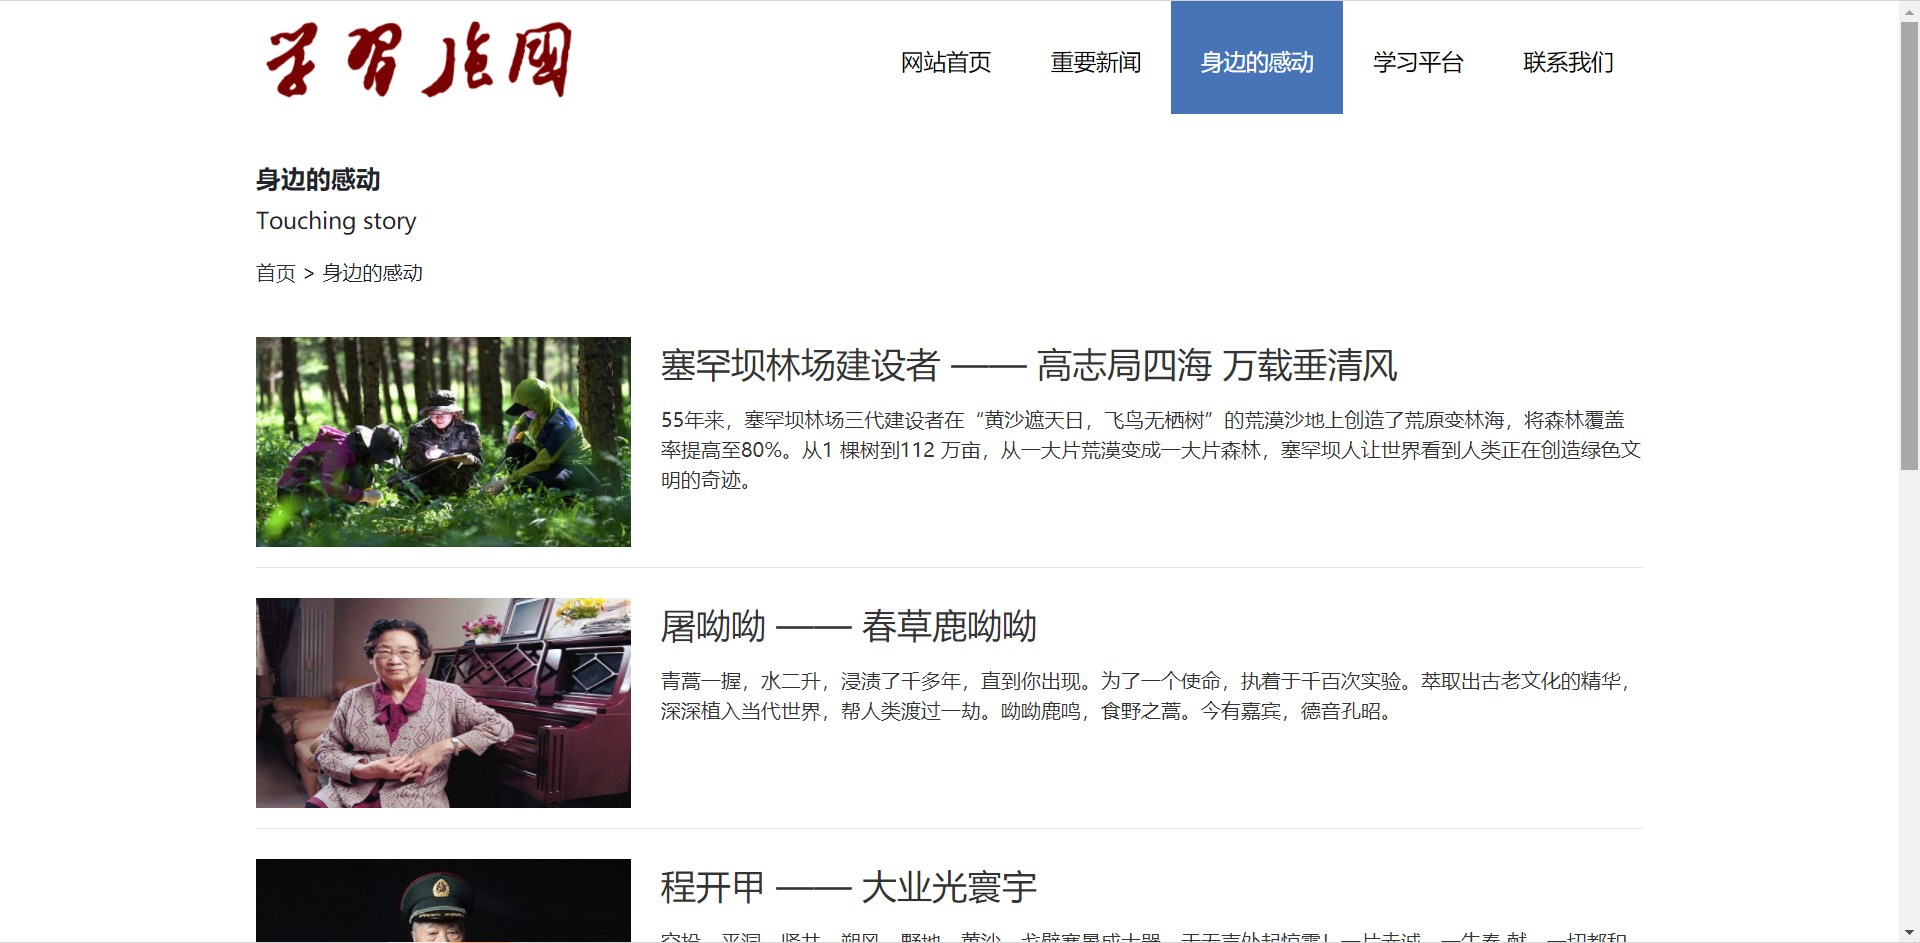 学習強國
网站首页 重要新闻 身边的感动 学习平台 联系我们
身边的感动
Touching story
首页 > 身边的感动
塞罕坝林场建设者 —— 高志局四海 万载垂清风
55年来，塞罕坝林场三代建设者在“黄沙遮天日，飞鸟无栖树”的荒漠沙地上创造了荒原变林海，将森林覆盖
率提高至80%。从1 棵树到112 万亩，从一大片荒漠变成一大片森林，塞罕坝人让世界看到人类正在创造绿色文
明的奇迹。
屠呦呦 —— 春草鹿呦呦
青蒿一握，水二升，浸渍了千多年，直到你出现。为了一个使命，执着于千百次实验。萃取出古老文化的精华，
深深植入当代世界，帮人类渡过一劫。呦呦鹿鸣，食野之蒿。今有嘉宾，德音孔昭。
程开甲 —— 大业光寰宇